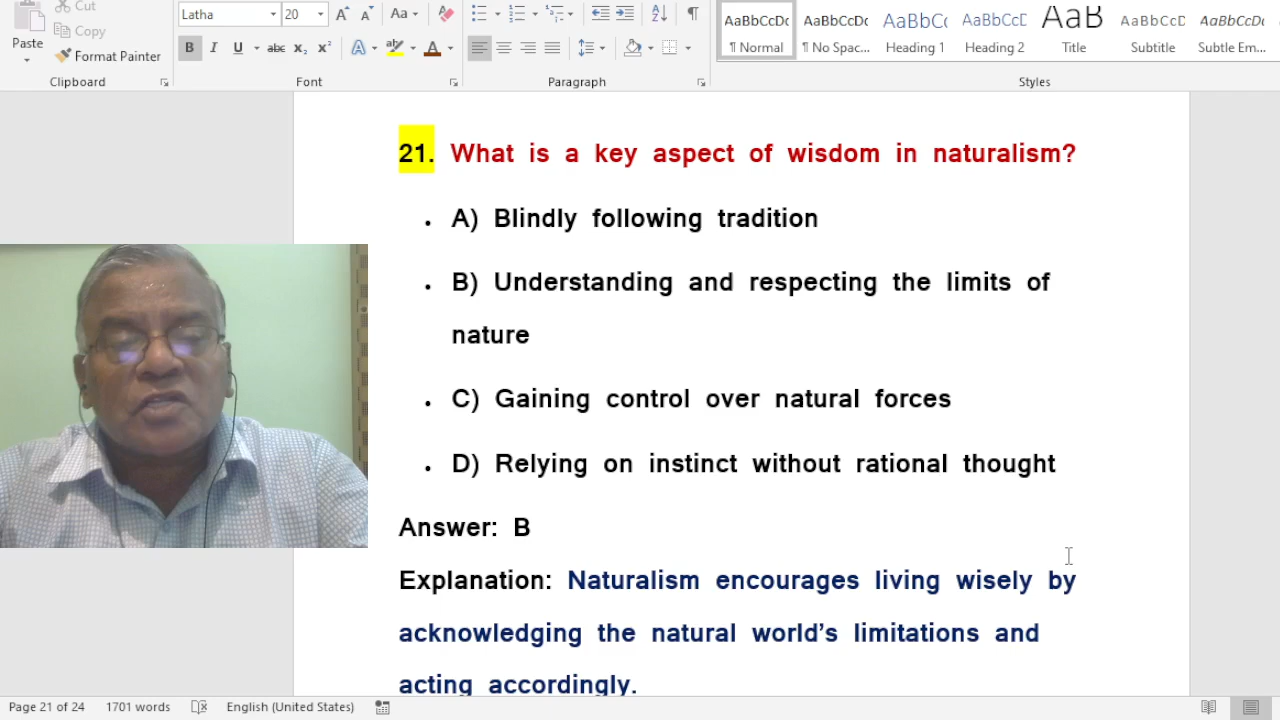 Cut
Copy
Paste
Format Painter
Clipboard
Latha 20
Aa
B I U abc x₂ x² A A
Font
Paragraph
AaBbCcDc AaBbCcDc AaBbCc AaBbCcD AaB AaBbCcD AaBbCcD
¶ Normal ¶ No Spac... Heading 1 Heading 2 Title Subtitle Subtle Em...
Styles
21. What is a key aspect of wisdom in naturalism?
• A) Blindly following tradition
• B) Understanding and respecting the limits of
nature
• C) Gaining control over natural forces
• D) Relying on instinct without rational thought
Answer: B
Explanation: Naturalism encourages living wisely by
acknowledging the natural world’s limitations and
acting accordingly.
Page 21 of 24 1701 words English (United States)